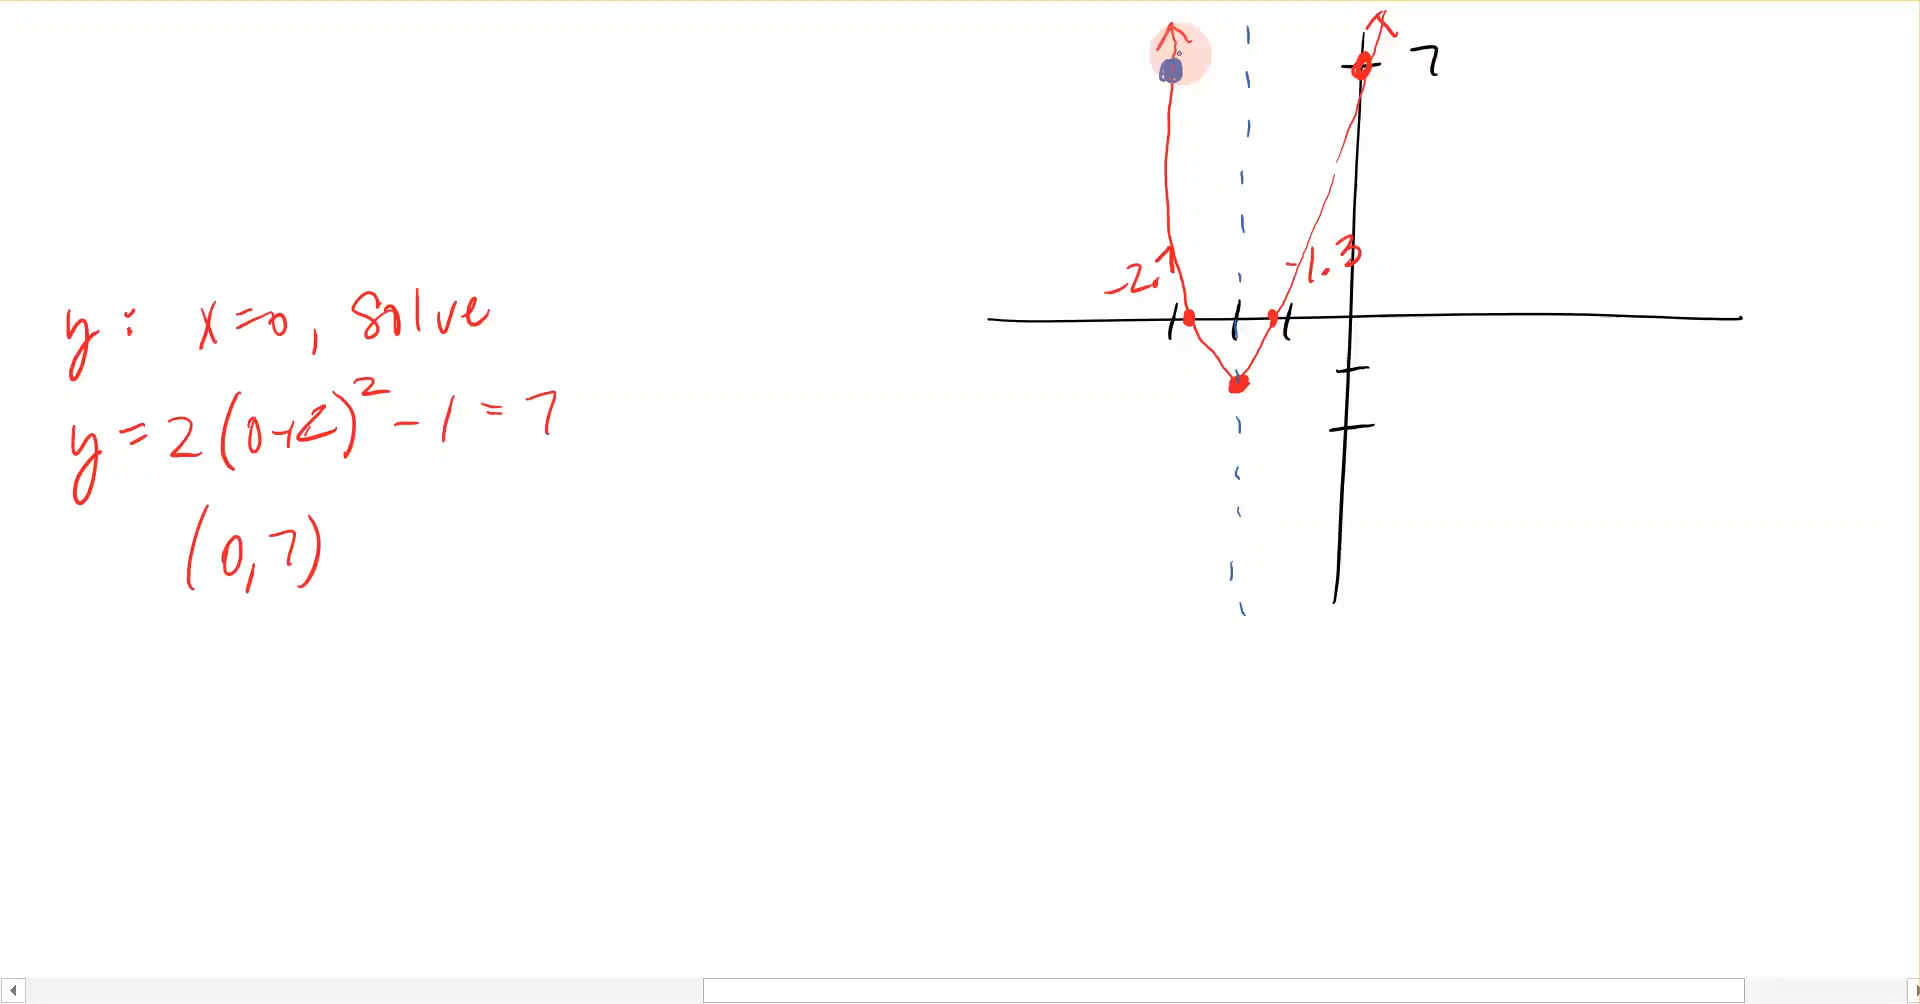 7
-2.7
-1.3
y: x=0, solve
y = 2(0+2)² - 1 = 7
(0,7)